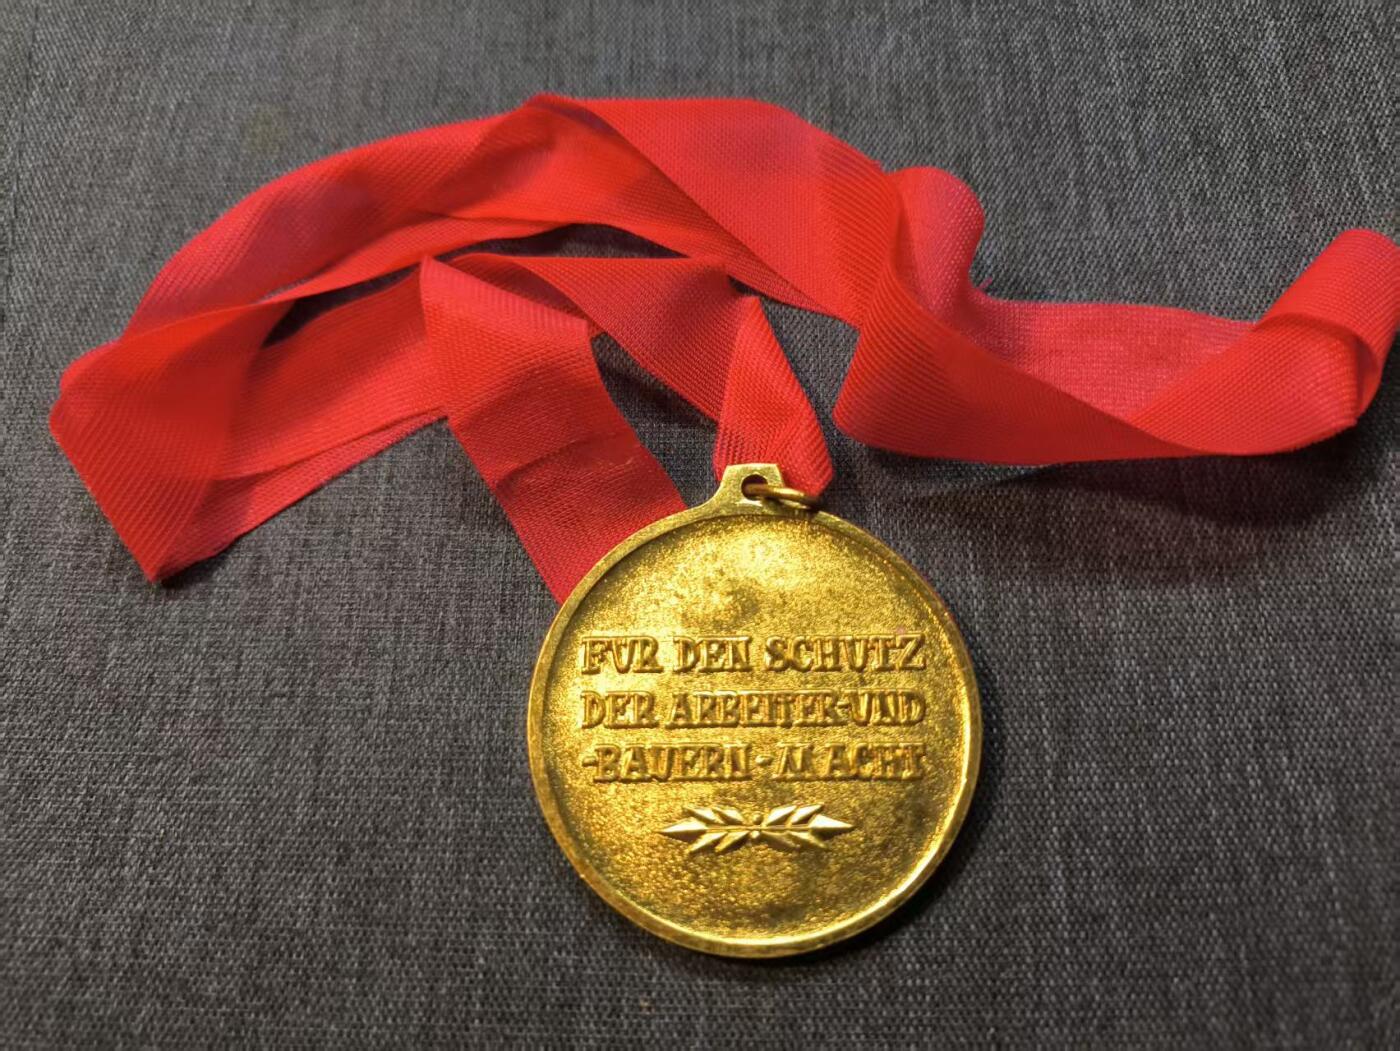 FÜR DEN SCHUTZ
DER ARBEITER-UND
-BAUERN-MACHT